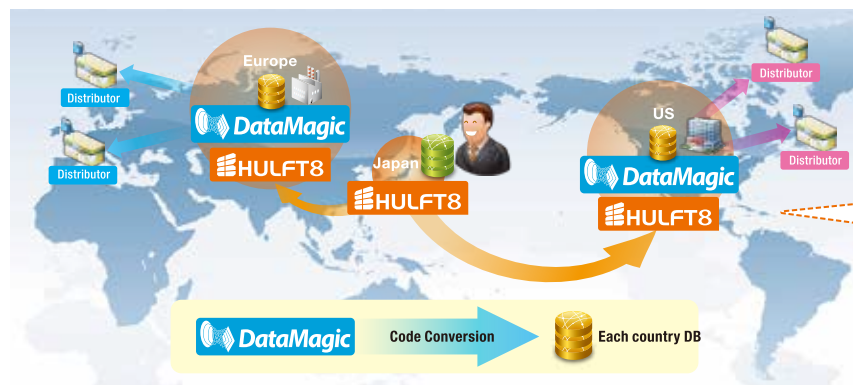 Europe
Distributor
DataMagic
HULFT8
Distributor
Japan
HULFT8
US
Distributor
Distributor
DataMagic
HULFT8
DataMagic
Code Conversion
Each country DB